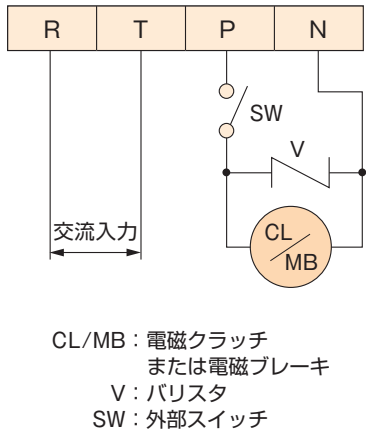 R T P N
SW
V
交流入力
CL
MB
CL/MB：電磁クラッチ
または電磁ブレーキ
V：バリスタ
SW：外部スイッチ